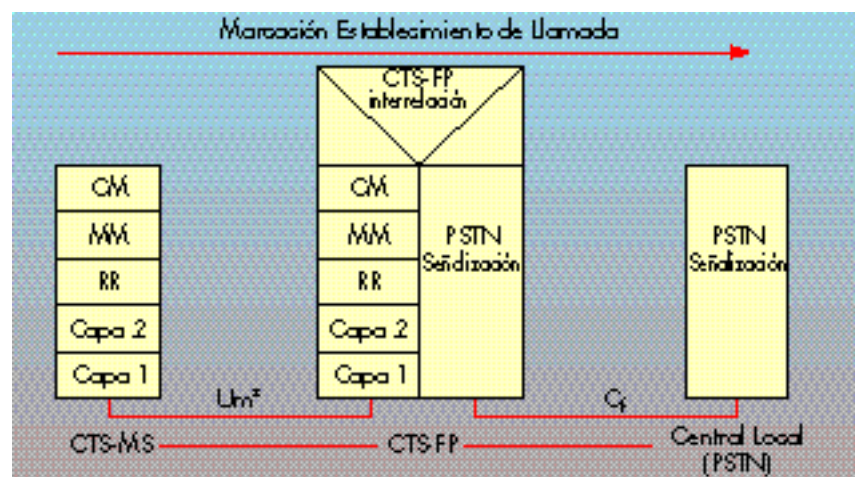 Marcación Establecimiento de Llamada
CTS-FP
interrelación
CM
MM
RR
Capa 2
Capa 1
CM
MM
RR
Capa 2
Capa 1
PSTN
Señalización
PSTN
Señalización
Um*
Cf
CTS-MS
CTS-FP
Central Local
(PSTN)